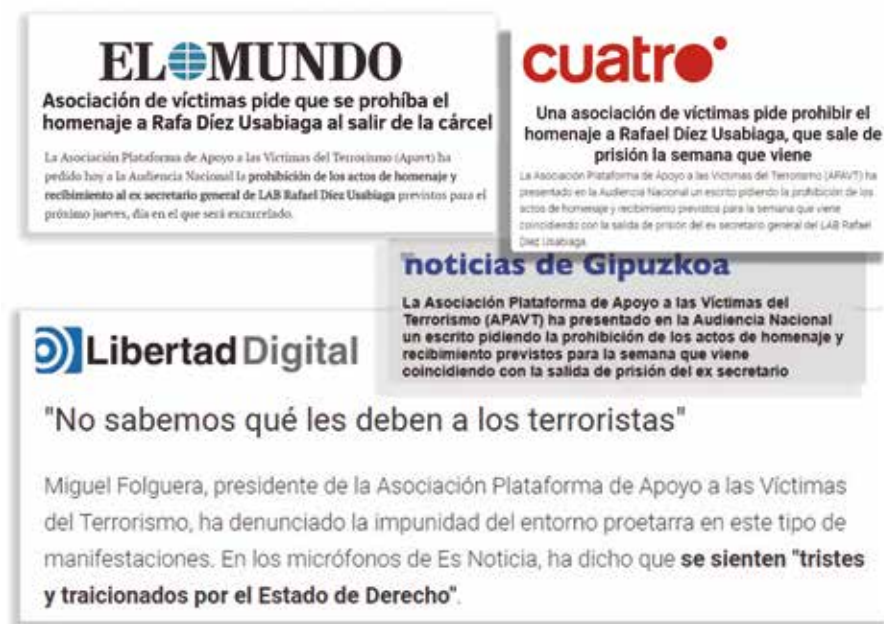 EL MUNDO
Asociación de víctimas pide que se prohíba el
homenaje a Rafa Díez Usabiaga al salir de la cárcel
La Asociación Plataforma de Apoyo a las Víctimas del Terrorismo (Apavt) ha
pedido hoy a la Audiencia Nacional la prohibición de los actos de homenaje y
recibimiento al ex secretario general de LAB Rafael Díez Usbiaga previstos para el
próximo jueves, día en el que será excarcelado.
cuatro
Una asociación de víctimas pide prohibir el
homenaje a Rafael Díez Usabiaga, que sale de
prisión la semana que viene
La Asociación Plataforma de Apoyo a las Víctimas del Terrorismo (APAVT) ha
presentado en la Audiencia Nacional un escrito pidiendo la prohibición de los
actos de homenaje y recibimiento previstos para la semana que viene
coincidiendo con la salida de prisión del ex secretario general del LAB Rafael
Díez Usabiaga.
noticias de Gipuzkoa
La Asociación Plataforma de Apoyo a las Víctimas del
Terrorismo (APAVT) ha presentado en la Audiencia Nacional
un escrito pidiendo la prohibición de los actos de homenaje y
recibimiento previstos para la semana que viene
coincidiendo con la salida de prisión del ex secretario
Libertad Digital
"No sabemos qué les deben a los terroristas"
Miguel Folguera, presidente de la Asociación Plataforma de Apoyo a las Víctimas
del Terrorismo, ha denunciado la impunidad del entorno proetarra en este tipo de
manifestaciones. En los micrófonos de Es Noticia, ha dicho que se sienten "tristes
y traicionados por el Estado de Derecho".